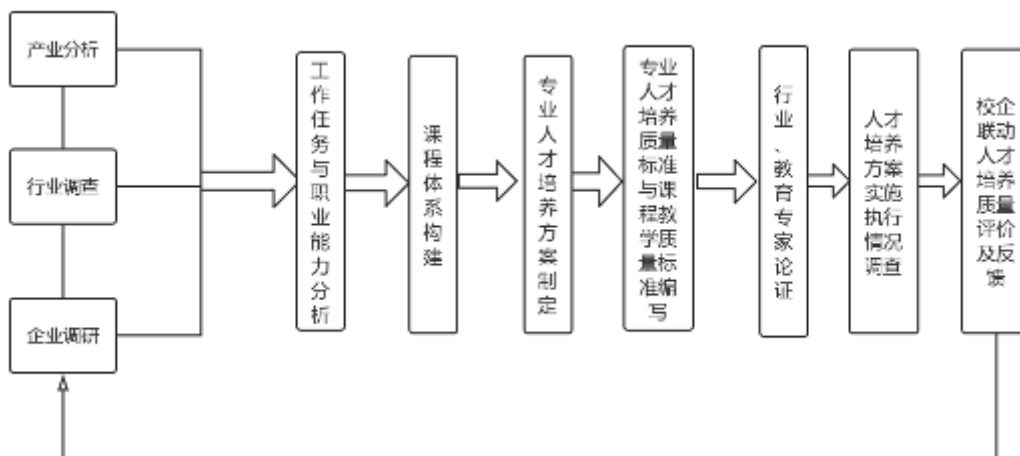 产业分析
行业调查
企业调研
工作任务与职业能力分析
课程体系构建
专业人才培养方案制定
专业
人才
培养
质量
标准
与课
程教
学质
量标
准编
写
行业、教育专家论证
人才
培养
方案
实施
执行
情况
调查
校企
联动
人才
培养
质量
评价
及反
馈